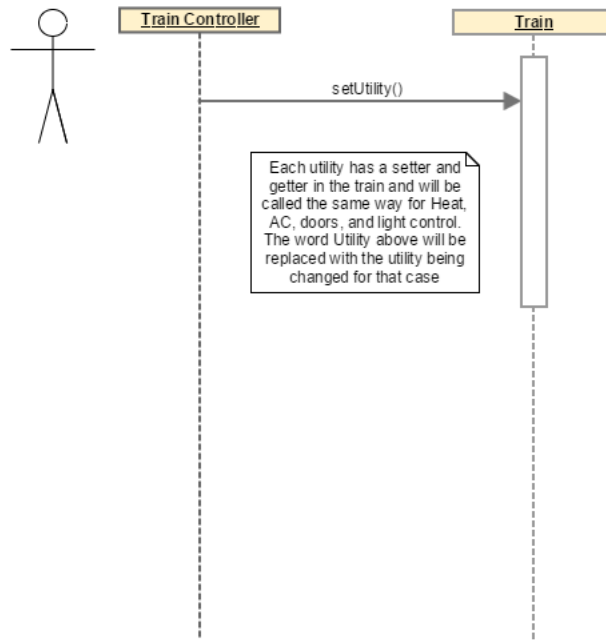 Train Controller
Train
setUtility()
Each utility has a setter and
getter in the train and will be
called the same way for Heat,
AC, doors, and light control.
The word Utility above will be
replaced with the utility being
changed for that case